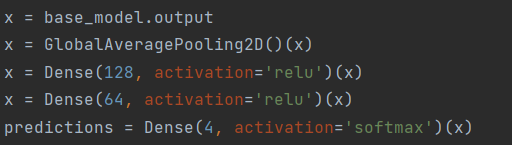 x = base_model.output
x = GlobalAveragePooling2D()(x)
x = Dense(128, activation='relu')(x)
x = Dense(64, activation='relu')(x)
predictions = Dense(4, activation='softmax')(x)